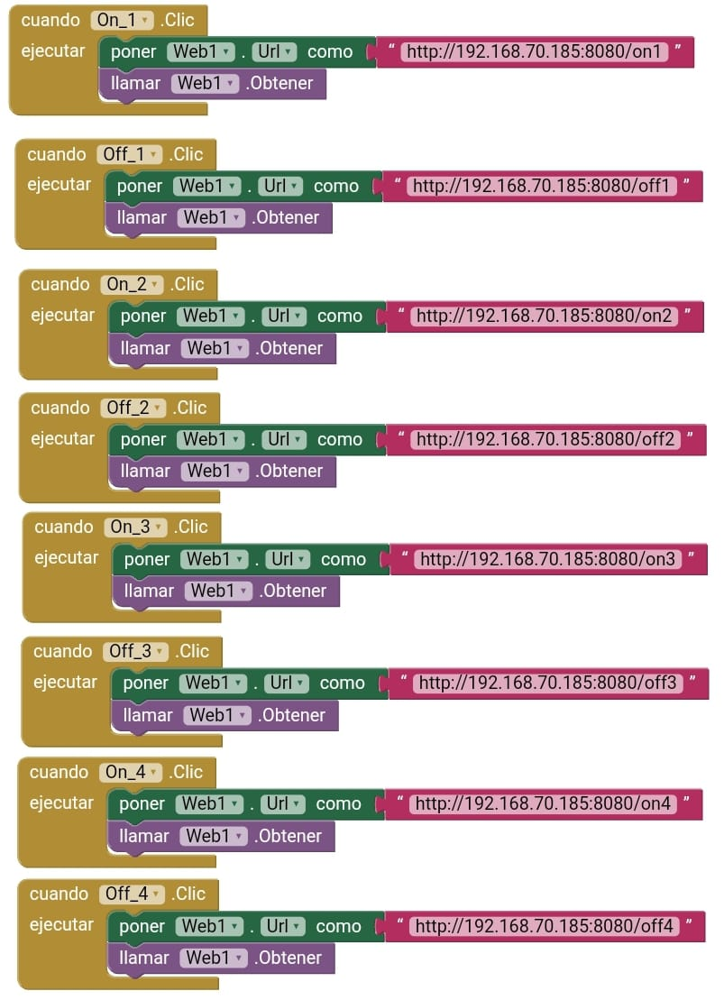 cuando On_1 .Clic
ejecutar poner Web1 . Url como “ http://192.168.70.185:8080/on1 ”
llamar Web1 .Obtener
cuando Off_1 .Clic
ejecutar poner Web1 . Url como “ http://192.168.70.185:8080/off1 ”
llamar Web1 .Obtener
cuando On_2 .Clic
ejecutar poner Web1 . Url como “ http://192.168.70.185:8080/on2 ”
llamar Web1 .Obtener
cuando Off_2 .Clic
ejecutar poner Web1 . Url como “ http://192.168.70.185:8080/off2 ”
llamar Web1 .Obtener
cuando On_3 .Clic
ejecutar poner Web1 . Url como “ http://192.168.70.185:8080/on3 ”
llamar Web1 .Obtener
cuando Off_3 .Clic
ejecutar poner Web1 . Url como “ http://192.168.70.185:8080/off3 ”
llamar Web1 .Obtener
cuando On_4 .Clic
ejecutar poner Web1 . Url como “ http://192.168.70.185:8080/on4 ”
llamar Web1 .Obtener
cuando Off_4 .Clic
ejecutar poner Web1 . Url como “ http://192.168.70.185:8080/off4 ”
llamar Web1 .Obtener